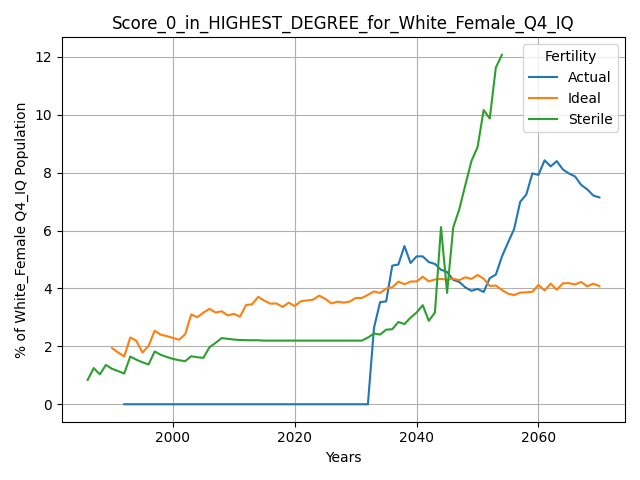 Score_0_in_HIGHEST_DEGREE_for_White_Female_Q4_IQ
% of White_Female Q4_IQ Population
12
10
8
6
4
2
0
Fertility
Actual
Ideal
Sterile
2000 2020 2040 2060
Years